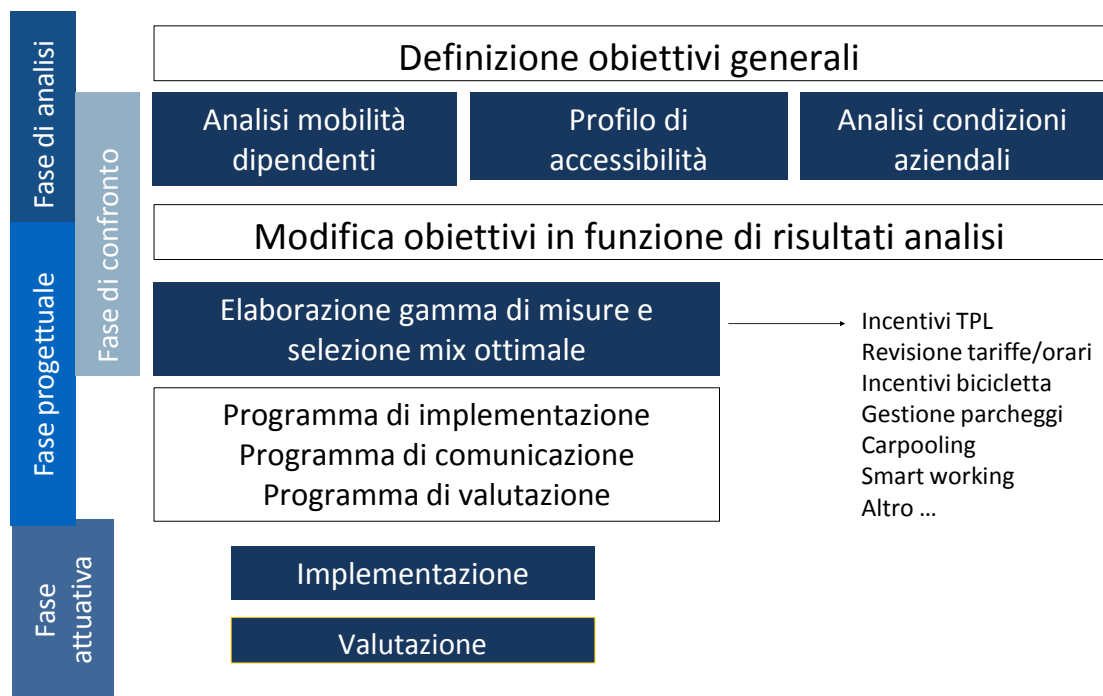 Fase di analisi
Fase di confronto
Fase progettuale
Fase
attuativa
Definizione obiettivi generali
Analisi mobilità
dipendenti
Profilo di
accessibilità
Analisi condizioni
aziendali
Modifica obiettivi in funzione di risultati analisi
Elaborazione gamma di misure e
selezione mix ottimale
Incentivi TPL
Revisione tariffe/orari
Incentivi bicicletta
Gestione parcheggi
Carpooling
Smart working
Altro ...
Programma di implementazione
Programma di comunicazione
Programma di valutazione
Implementazione
Valutazione